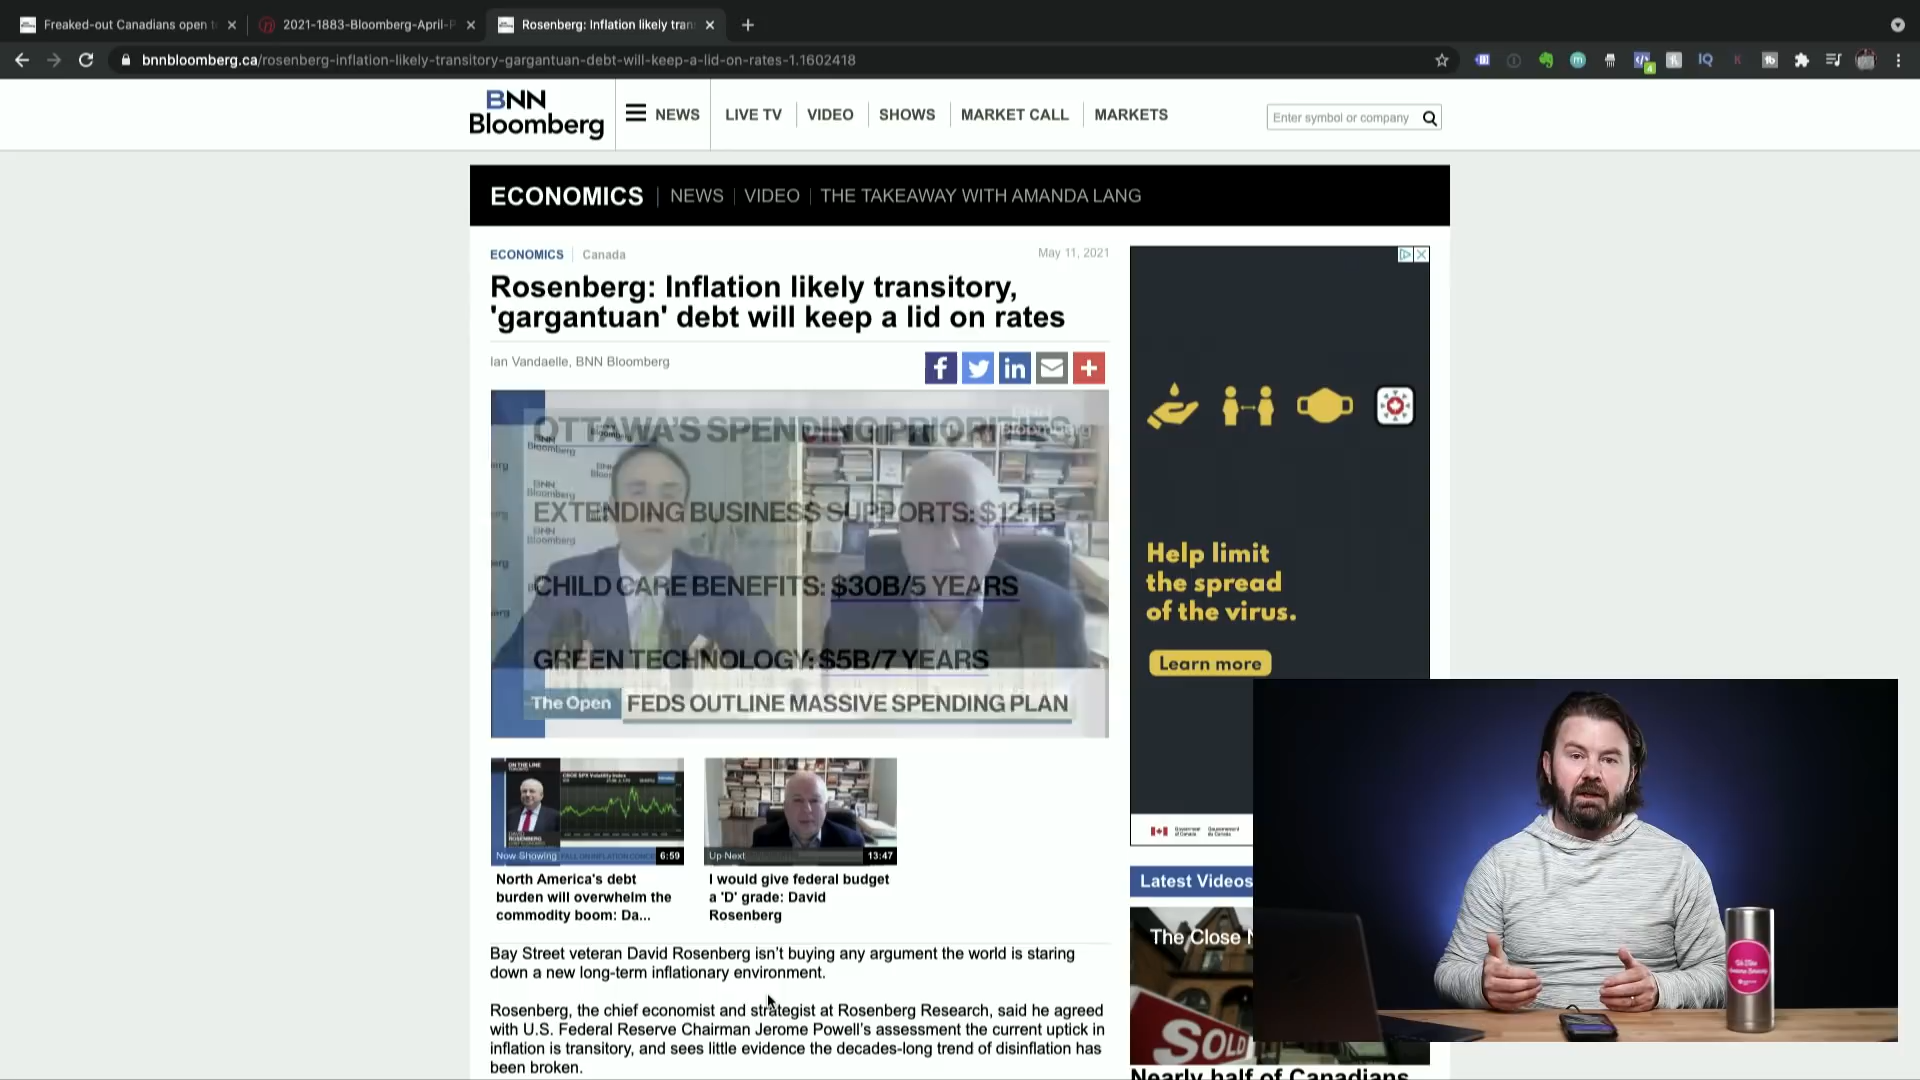 Freaked-out Canadians open
2021-1883-Bloomberg-April-
Rosenberg: Inflation likely tran
bnnbloomberg.ca/rosenberg-inflation-likely-transitory-gargantuan-debt-will-keep-a-lid-on-rates-1.1602418
BNN
Bloomberg
NEWS
LIVE TV
VIDEO
SHOWS
MARKET CALL
MARKETS
Enter symbol or company
ECONOMICS NEWS VIDEO THE TAKEAWAY WITH AMANDA LANG
ECONOMICS Canada
May 11, 2021
Rosenberg: Inflation likely transitory,
'gargantuan' debt will keep a lid on rates
Ian Vandaelle, BNN Bloomberg
OTTAWA'S SPENDING PRIORITIES
EXTENDING BUSINESS SUPPORTS: $12.1B
CHILD CARE BENEFITS: $30B/5 YEARS
GREEN TECHNOLOGY: $5B/7 YEARS
The Open FEDS OUTLINE MASSIVE SPENDING PLAN
Now Showing
6:59
North America's debt
burden will overwhelm the
commodity boom: Da...
Up Next
13:47
I would give federal budget
a 'D' grade: David
Rosenberg
Bay Street veteran David Rosenberg isn't buying any argument the world is staring
down a new long-term inflationary environment.
Rosenberg, the chief economist and strategist at Rosenberg Research, said he agreed
with U.S. Federal Reserve Chairman Jerome Powell's assessment the current uptick in
inflation is transitory, and sees little evidence the decades-long trend of disinflation has
been broken.
Help limit
the spread
of the virus.
Learn more
Latest Videos
The Close
SOLD
Nearly half of Canadians